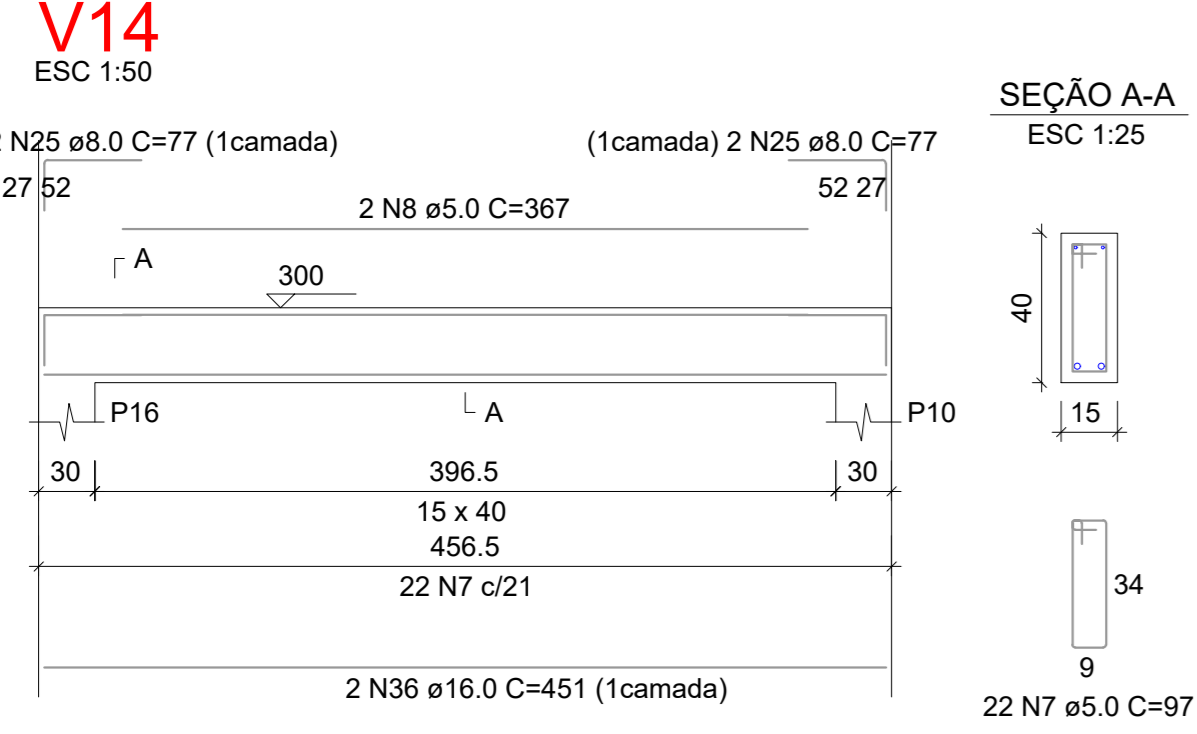 V14
ESC 1:50
SEÇÃO A-A
ESC 1:25
2 N25 ø8.0 C=77 (1camada)
(1camada) 2 N25 ø8.0 C=77
27 52
52 27
2 N8 ø5.0 C=367
A
300
40
15
P16
A
P10
30
396.5
30
15 x 40
456.5
22 N7 c/21
34
9
2 N36 ø16.0 C=451 (1camada)
22 N7 ø5.0 C=97